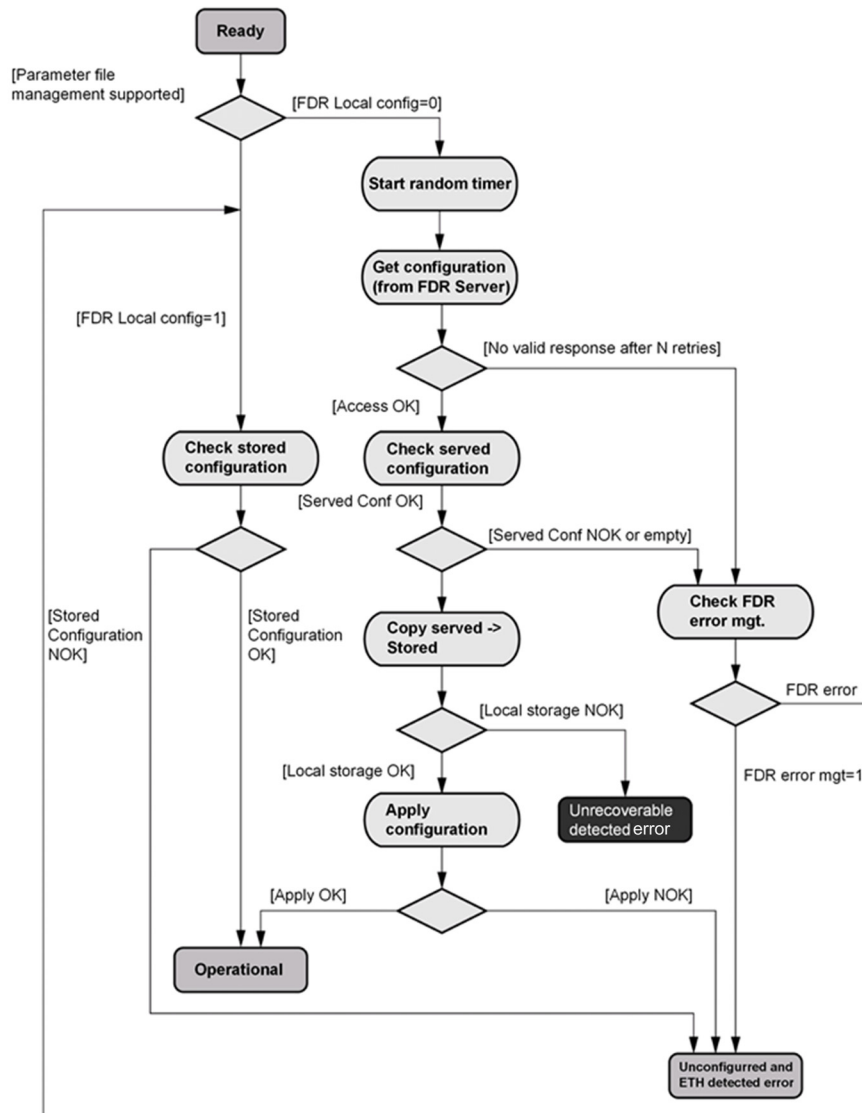 Ready
[Parameter file
management supported]
[FDR Local config=0]
Start random timer
Get configuration
(from FDR Server)
[FDR Local config=1]
[No valid response after N retries]
[Access OK]
Check stored
configuration
Check served
configuration
[Served Conf OK]
[Served Conf NOK or empty]
[Stored
Configuration
NOK]
[Stored
Configuration
OK]
Copy served ->
Stored
Check FDR
error mgt.
FDR error
[Local storage NOK]
[Local storage OK]
FDR error mgt=1
Apply
configuration
Unrecoverable
detected error
[Apply OK]
[Apply NOK]
Operational
Unconfigurred and
ETH detected error